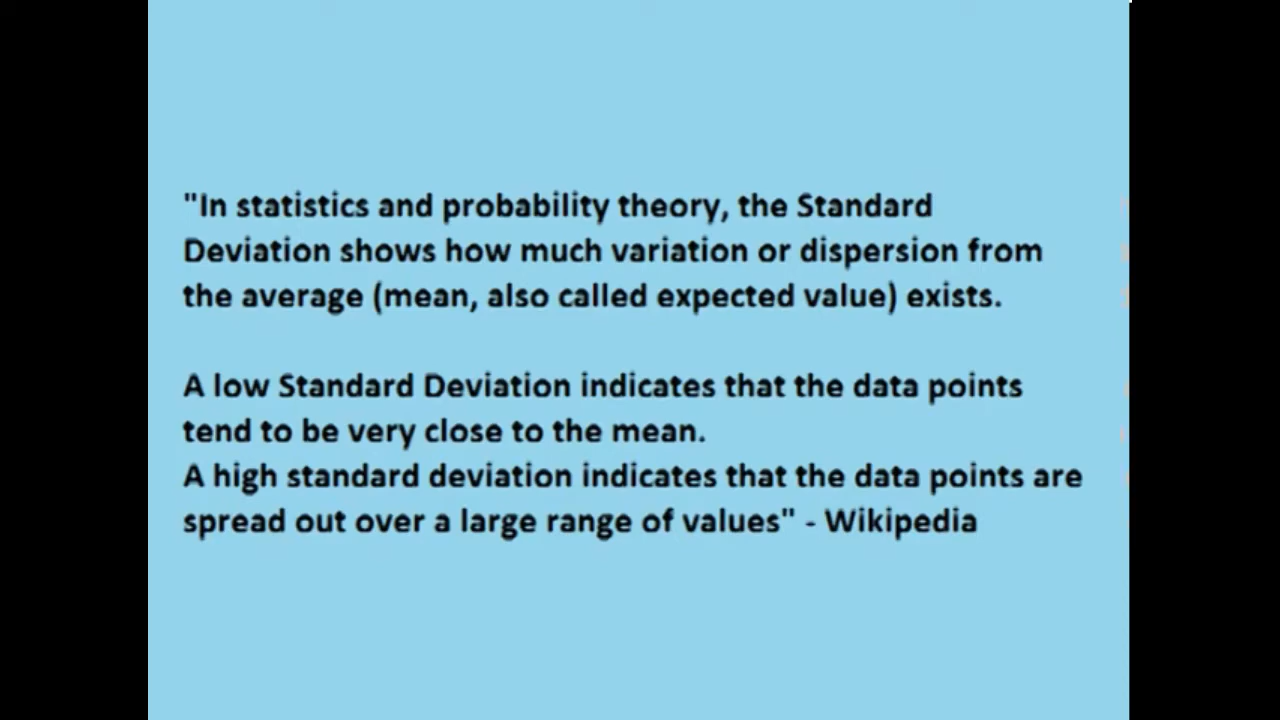 "In statistics and probability theory, the Standard
Deviation shows how much variation or dispersion from
the average (mean, also called expected value) exists.
A low Standard Deviation indicates that the data points
tend to be very close to the mean.
A high standard deviation indicates that the data points are
spread out over a large range of values" - Wikipedia